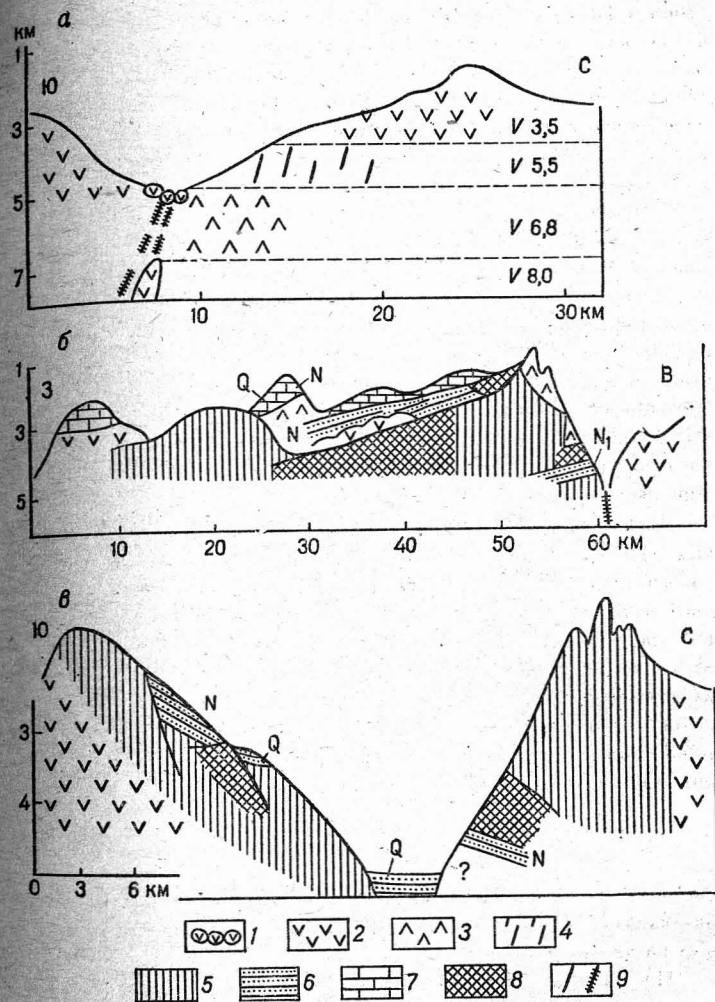 км а
1
Ю С
3 V 3,5
V 5,5
5
V 6,8
7 V 8,0
10 20 30 км
б
1 Q N
З В
3 N N₁
5
10 20 30 40 50 60 км
в
Ю С
N
3 Q
4
Q ? N
0 3 6 км
1 2 3 4
5 6 7 8 9